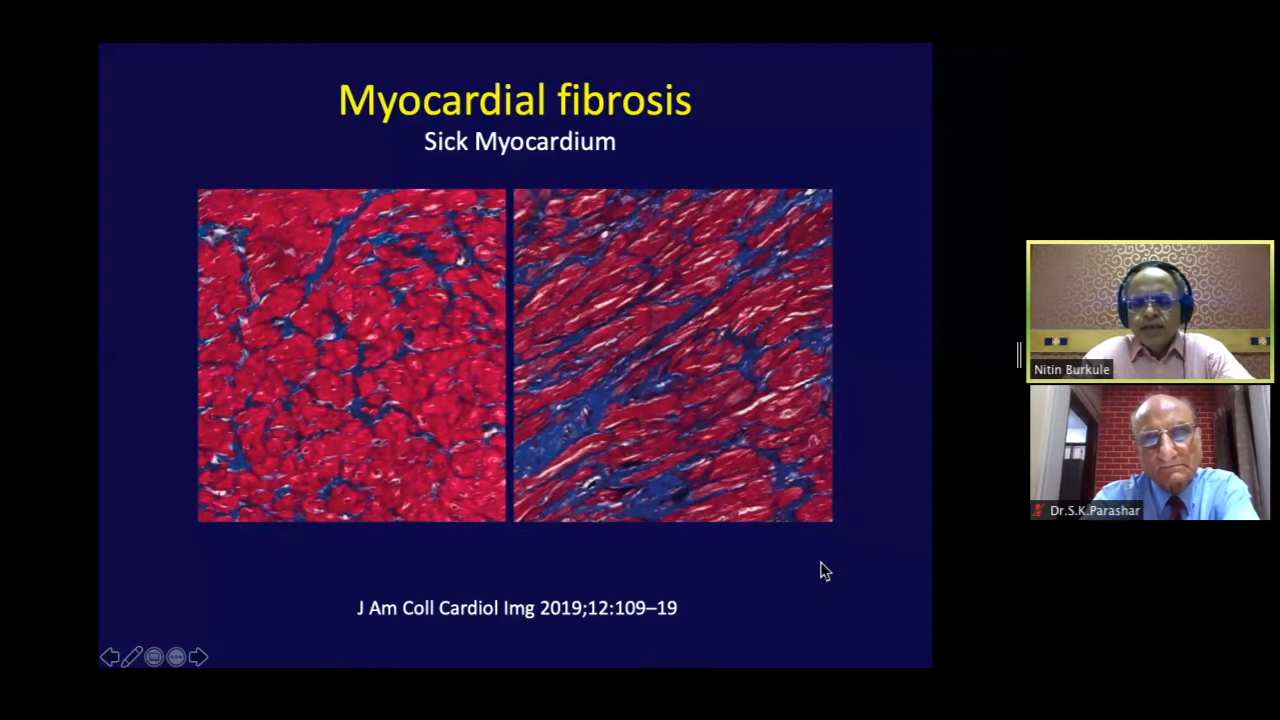 Myocardial fibrosis
Sick Myocardium
J Am Coll Cardiol Img 2019;12:109–19
Nitin Burkule
Dr.S.K.Parashar